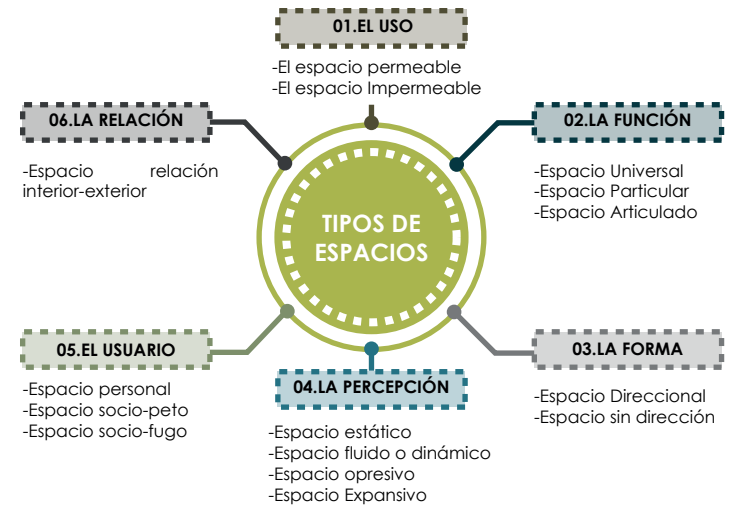 01.EL USO
-El espacio permeable
-El espacio Impermeable
02.LA FUNCIÓN
-Espacio Universal
-Espacio Particular
-Espacio Articulado
03.LA FORMA
-Espacio Direccional
-Espacio sin dirección
04.LA PERCEPCIÓN
-Espacio estático
-Espacio fluido o dinámico
-Espacio opresivo
-Espacio Expansivo
05.EL USUARIO
-Espacio personal
-Espacio socio-peto
-Espacio socio-fugo
06.LA RELACIÓN
-Espacio relación
interior-exterior
TIPOS DE
ESPACIOS